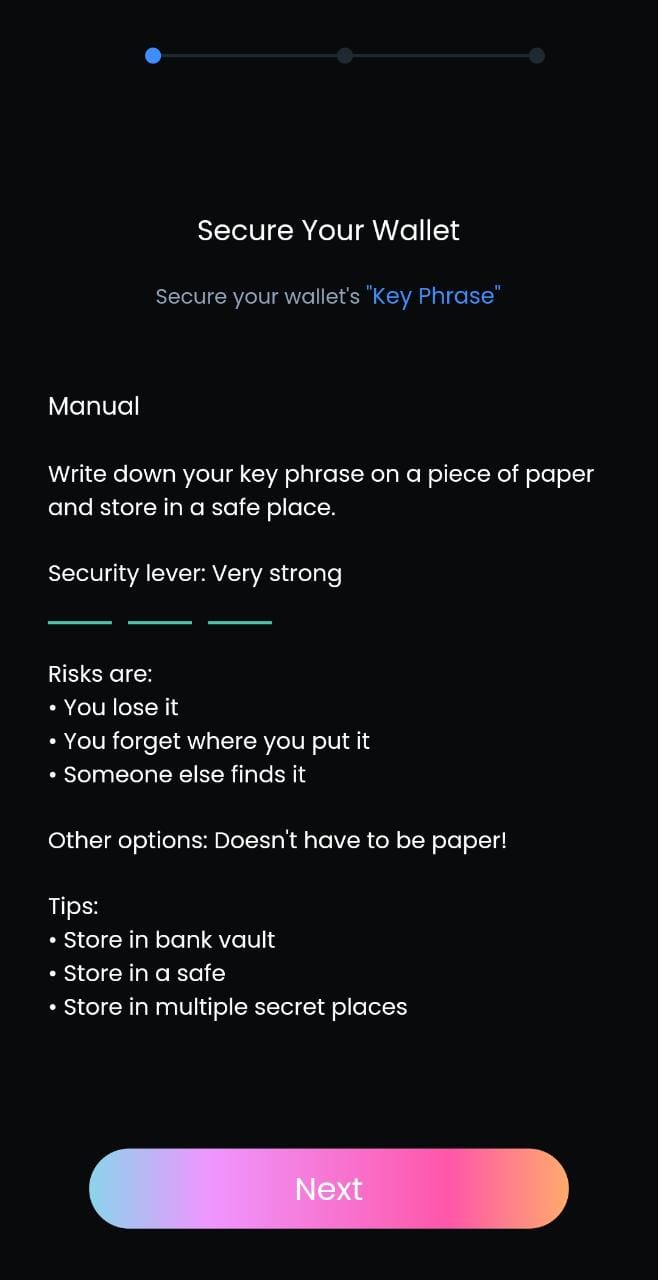 Secure Your Wallet
Secure your wallet's "Key Phrase"
Manual
Write down your key phrase on a piece of paper
and store in a safe place.
Security lever: Very strong
Risks are:
• You lose it
• You forget where you put it
• Someone else finds it
Other options: Doesn't have to be paper!
Tips:
• Store in bank vault
• Store in a safe
• Store in multiple secret places
Next